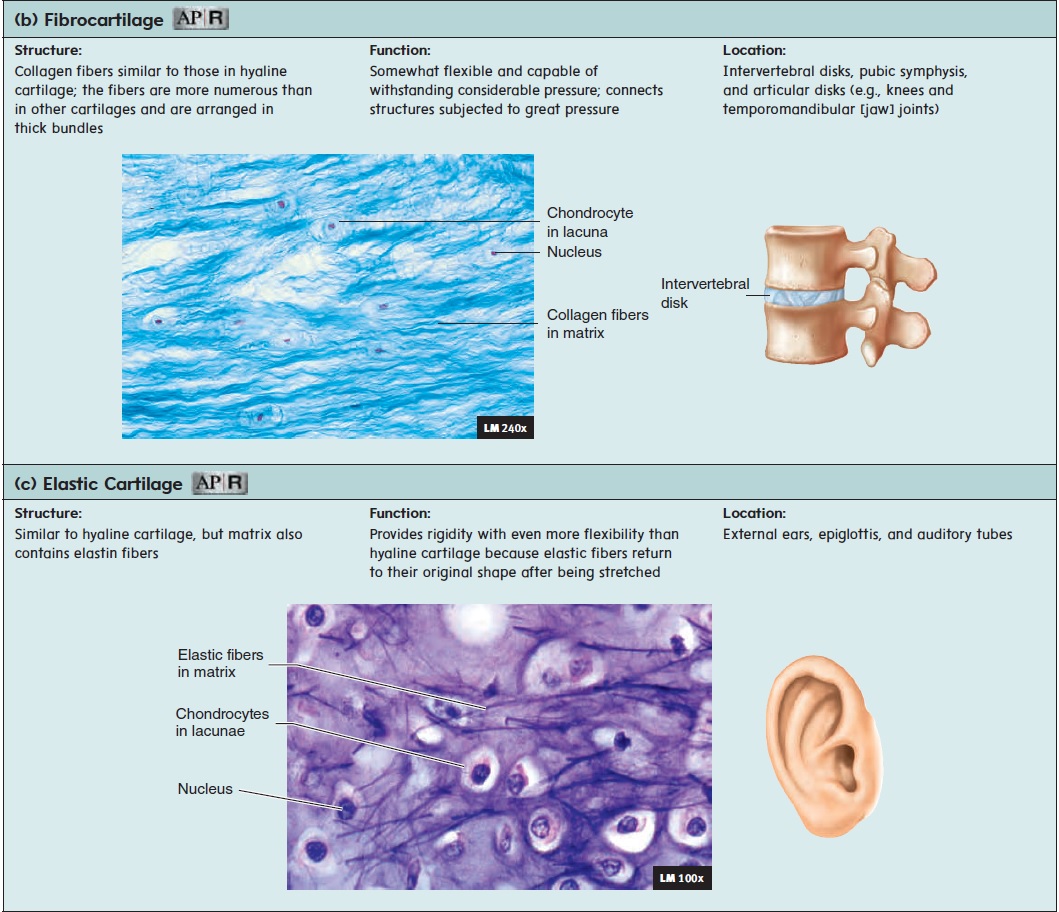 (b) Fibrocartilage AP|R
Structure:
Collagen fibers similar to those in hyaline
cartilage; the fibers are more numerous than
in other cartilages and are arranged in
thick bundles
Function:
Somewhat flexible and capable of
withstanding considerable pressure; connects
structures subjected to great pressure
Location:
Intervertebral disks, pubic symphysis,
and articular disks (e.g., knees and
temporomandibular [jaw] joints)
Chondrocyte
in lacuna
Nucleus
Collagen fibers
in matrix
LM 240x
Intervertebral
disk
(c) Elastic Cartilage AP|R
Structure:
Similar to hyaline cartilage, but matrix also
contains elastin fibers
Function:
Provides rigidity with even more flexibility than
hyaline cartilage because elastic fibers return
to their original shape after being stretched
Location:
External ears, epiglottis, and auditory tubes
Elastic fibers
in matrix
Chondrocytes
in lacunae
Nucleus
LM 100x